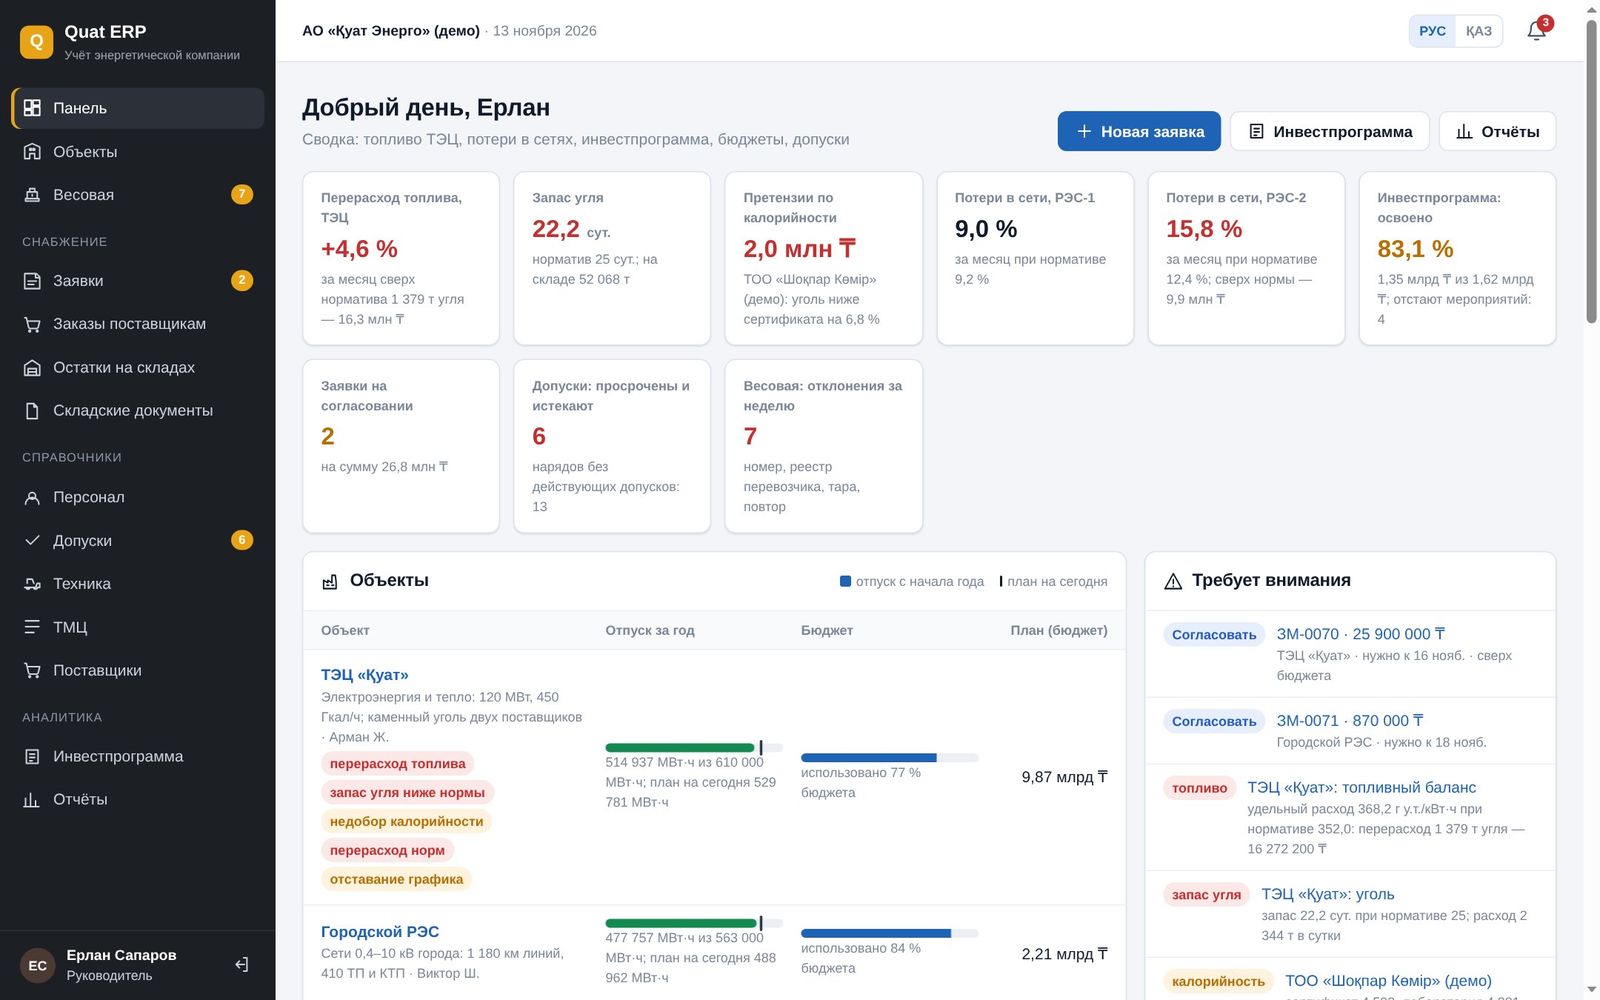 Q
Quat ERP
Учёт энергетической компании
Панель
Объекты
Весовая
7
СНАБЖЕНИЕ
Заявки
2
Заказы поставщикам
Остатки на складах
Складские документы
СПРАВОЧНИКИ
Персонал
Допуски
6
Техника
ТМЦ
Поставщики
АНАЛИТИКА
Инвестпрограмма
Отчёты
ЕС
Ерлан Сапаров
Руководитель
АО «Қуат Энерго» (демо) · 13 ноября 2026
РУС
ҚАЗ
3
Добрый день, Ерлан
Сводка: топливо ТЭЦ, потери в сетях, инвестпрограмма, бюджеты, допуски
Новая заявка
Инвестпрограмма
Отчёты
Перерасход топлива,
ТЭЦ
+4,6 %
за месяц сверх
норматива 1 379 т угля
— 16,3 млн ₸
Запас угля
22,2 сут.
норматив 25 сут.; на
складе 52 068 т
Претензии по
калорийности
2,0 млн ₸
ТОО «Шоқпар Көмір»
(демо): уголь ниже
сертификата на 6,8 %
Потери в сети, РЭС-1
9,0 %
за месяц при нормативе
9,2 %
Потери в сети, РЭС-2
15,8 %
за месяц при нормативе
12,4 %; сверх нормы —
9,9 млн ₸
Инвестпрограмма:
освоено
83,1 %
1,35 млрд ₸ из 1,62 млрд
₸; отстают мероприятий:
4
Заявки на
согласовании
2
на сумму 26,8 млн ₸
Допуски: просрочены и
истекают
6
нарядов без
действующих допусков:
13
Весовая: отклонения за
неделю
7
номер, реестр
перевозчика, тара,
повтор
Объекты
отпуск с начала года
план на сегодня
Объект
Отпуск за год
Бюджет
План (бюджет)
ТЭЦ «Қуат»
Электроэнергия и тепло: 120 МВт, 450
Гкал/ч; каменный уголь двух поставщиков
· Арман Ж.
перерасход топлива
запас угля ниже нормы
недобор калорийности
перерасход норм
отставание графика
514 937 МВт·ч из 610 000
МВт·ч; план на сегодня 529
781 МВт·ч
использовано 77 %
бюджета
9,87 млрд ₸
Городской РЭС
Сети 0,4–10 кВ города: 1 180 км линий,
410 ТП и КТП · Виктор Ш.
477 757 МВт·ч из 563 000
МВт·ч; план на сегодня 488
962 МВт·ч
использовано 84 %
бюджета
2,21 млрд ₸
Требует внимания
Согласовать
ЗМ-0070 · 25 900 000 ₸
ТЭЦ «Қуат» · нужно к 16 нояб. · сверх
бюджета
Согласовать
ЗМ-0071 · 870 000 ₸
Городской РЭС · нужно к 18 нояб.
топливо
ТЭЦ «Қуат»: топливный баланс
удельный расход 368,2 г у.т./кВт·ч при
нормативе 352,0: перерасход 1 379 т угля —
16 272 200 ₸
запас угля
ТЭЦ «Қуат»: уголь
запас 22,2 сут. при нормативе 25; расход 2
344 т в сутки
калорийность
ТОО «Шоқпар Көмір» (демо)